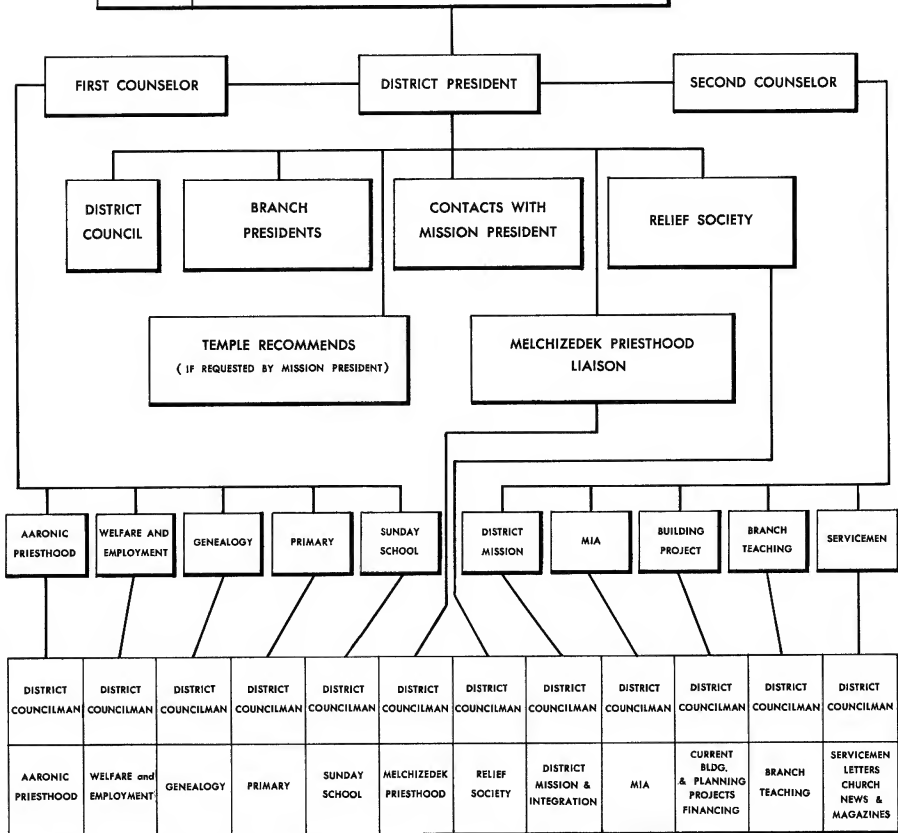 FIRST COUNSELOR
DISTRICT PRESIDENT
SECOND COUNSELOR
DISTRICT
COUNCIL
BRANCH
PRESIDENTS
CONTACTS WITH
MISSION PRESIDENT
RELIEF SOCIETY
TEMPLE RECOMMENDS
( IF REQUESTED BY MISSION PRESIDENT)
MELCHIZEDEK PRIESTHOOD
LIAISON
AARONIC
PRIESTHOOD
WELFARE AND
EMPLOYMENT
GENEALOGY
PRIMARY
SUNDAY
SCHOOL
DISTRICT
MISSION
MIA
BUILDING
PROJECT
BRANCH
TEACHING
SERVICEMEN
DISTRICT
COUNCILMAN
DISTRICT
COUNCILMAN
DISTRICT
COUNCILMAN
DISTRICT
COUNCILMAN
DISTRICT
COUNCILMAN
DISTRICT
COUNCILMAN
DISTRICT
COUNCILMAN
DISTRICT
COUNCILMAN
DISTRICT
COUNCILMAN
DISTRICT
COUNCILMAN
DISTRICT
COUNCILMAN
DISTRICT
COUNCILMAN
AARONIC
PRIESTHOOD
WELFARE and
EMPLOYMENT
GENEALOGY
PRIMARY
SUNDAY
SCHOOL
MELCHIZEDEK
PRIESTHOOD
RELIEF
SOCIETY
DISTRICT
MISSION &
INTEGRATION
MIA
CURRENT
BLDG.
& PLANNING
PROJECTS
FINANCING
BRANCH
TEACHING
SERVICEMEN
LETTERS
CHURCH
NEWS &
MAGAZINES